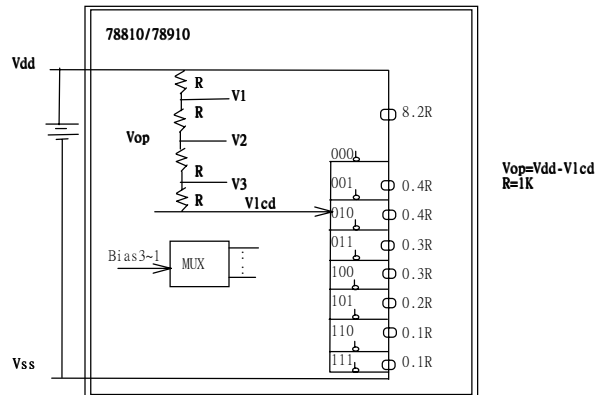 78810/78910
Vdd
R
V1
R
8.2R
Vop
V2
000
Vop=Vdd-Vlcd
R=1K
V3
001
0.4R
R
Vlcd
010
0.4R
011
0.3R
Bias3~1
MUX
100
0.3R
101
0.2R
110
0.1R
Vss
111
0.1R